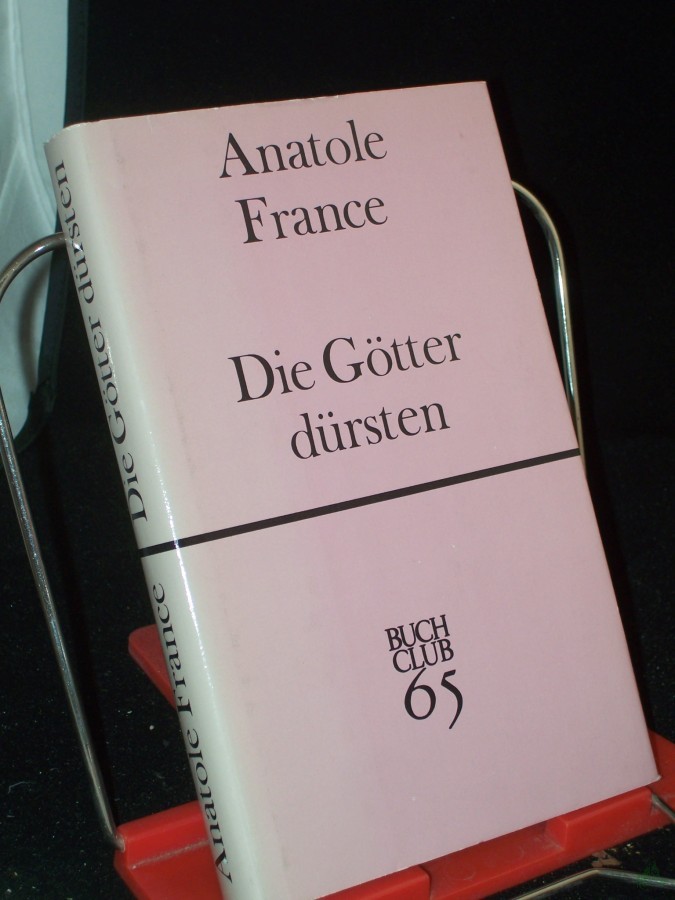 Anatole
France
Die Götter
dürsten
BUCH
CLUB
65
Anatole France
Die Götter dürsten